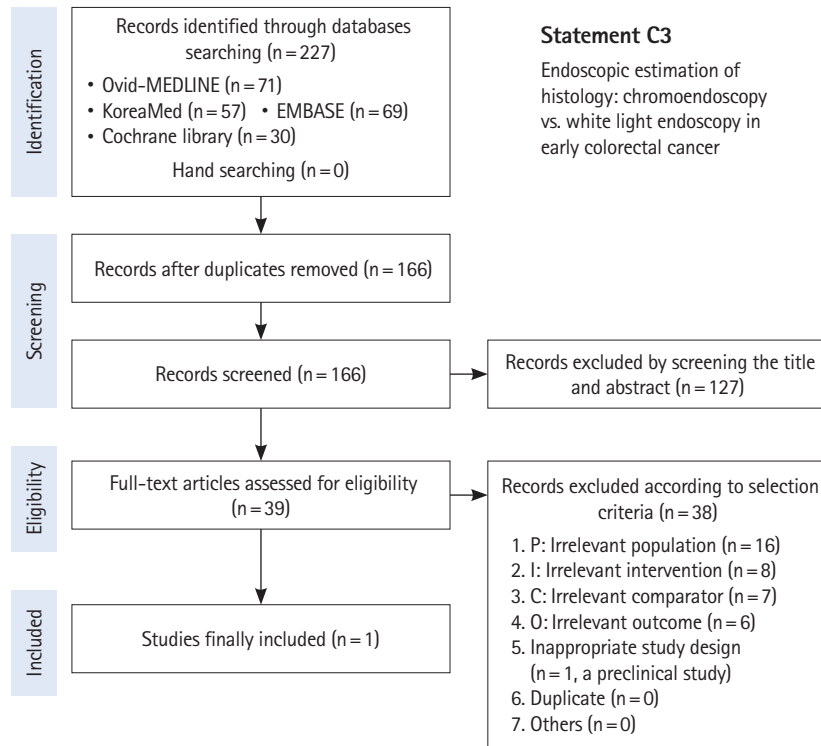 Identification
Records identified through databases
searching (n=227)
• Ovid-MEDLINE (n=71)
• KoreaMed (n=57) • EMBASE (n=69)
• Cochrane library (n=30)
Hand searching (n=0)
Statement C3
Endoscopic estimation of
histology: chromoendoscopy
vs. white light endoscopy in
early colorectal cancer
Screening
Records after duplicates removed (n=166)
Records screened (n=166)
Records excluded by screening the title
and abstract (n=127)
Eligibility
Full-text articles assessed for eligibility
(n=39)
Records excluded according to selection
criteria (n=38)
1. P: Irrelevant population (n=16)
2. I: Irrelevant intervention (n=8)
3. C: Irrelevant comparator (n=7)
4. O: Irrelevant outcome (n=6)
5. Inappropriate study design
(n=1, a preclinical study)
6. Duplicate (n=0)
7. Others (n=0)
Included
Studies finally included (n=1)